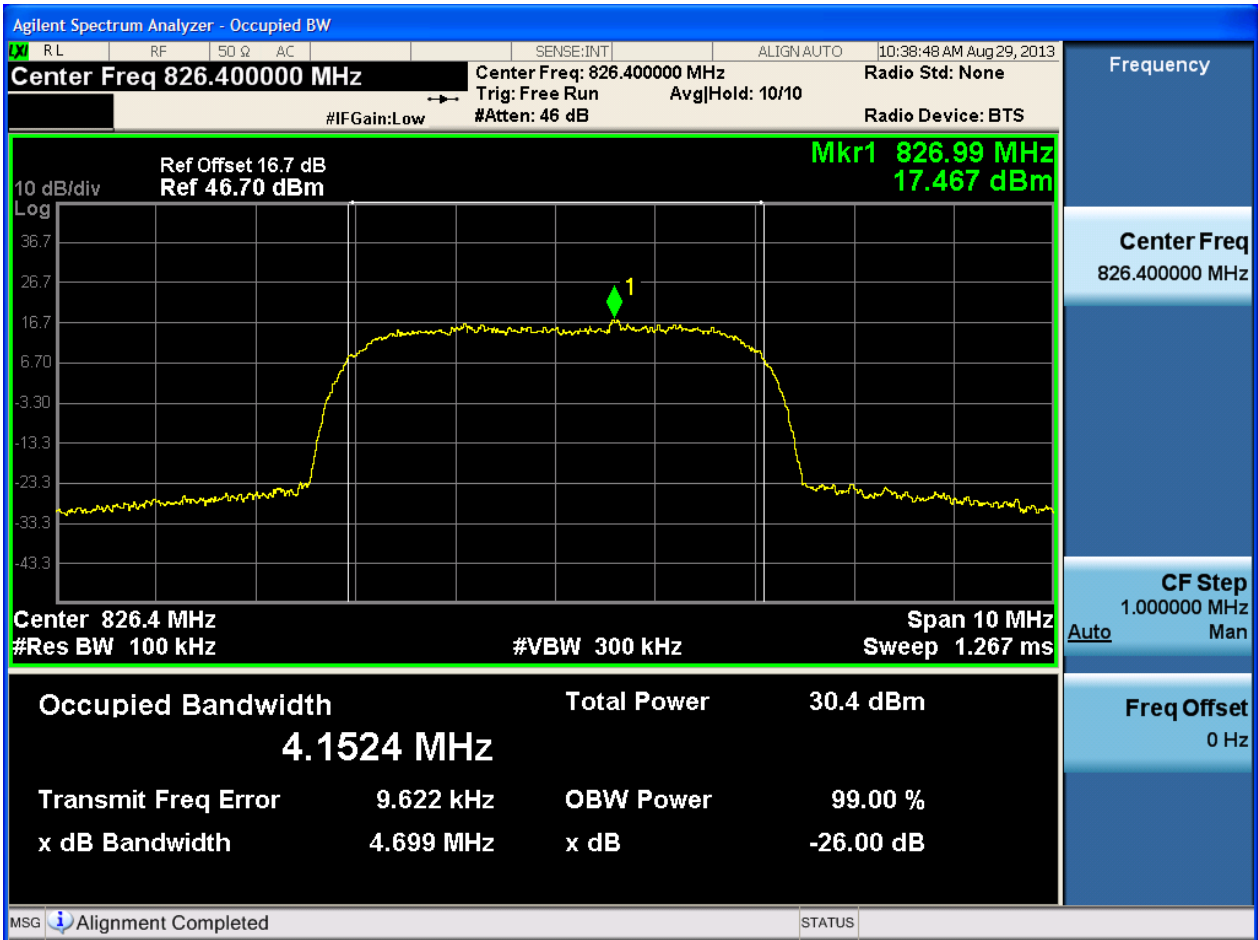 Agilent Spectrum Analyzer - Occupied BW
LXI RL RF 50 Ω AC SENSE:INT ALIGN AUTO 10:38:48 AM Aug 29, 2013
Center Freq 826.400000 MHz
Center Freq: 826.400000 MHz
Radio Std: None
Trig: Free Run Avg|Hold: 10/10
#IFGain:Low
#Atten: 46 dB
Radio Device: BTS
Ref Offset 16.7 dB
10 dB/div Ref 46.70 dBm
Log
Mkr1 826.99 MHz
17.467 dBm
36.7
26.7
16.7
6.70
-3.30
-13.3
-23.3
-33.3
-43.3
1
Center 826.4 MHz
Span 10 MHz
#Res BW 100 kHz
#VBW 300 kHz
Sweep 1.267 ms
Occupied Bandwidth
4.1524 MHz
Total Power 30.4 dBm
Transmit Freq Error 9.622 kHz
OBW Power 99.00 %
x dB Bandwidth 4.699 MHz
x dB -26.00 dB
MSG Alignment Completed
STATUS
Frequency
Center Freq
826.400000 MHz
CF Step
1.000000 MHz
Auto Man
Freq Offset
0 Hz